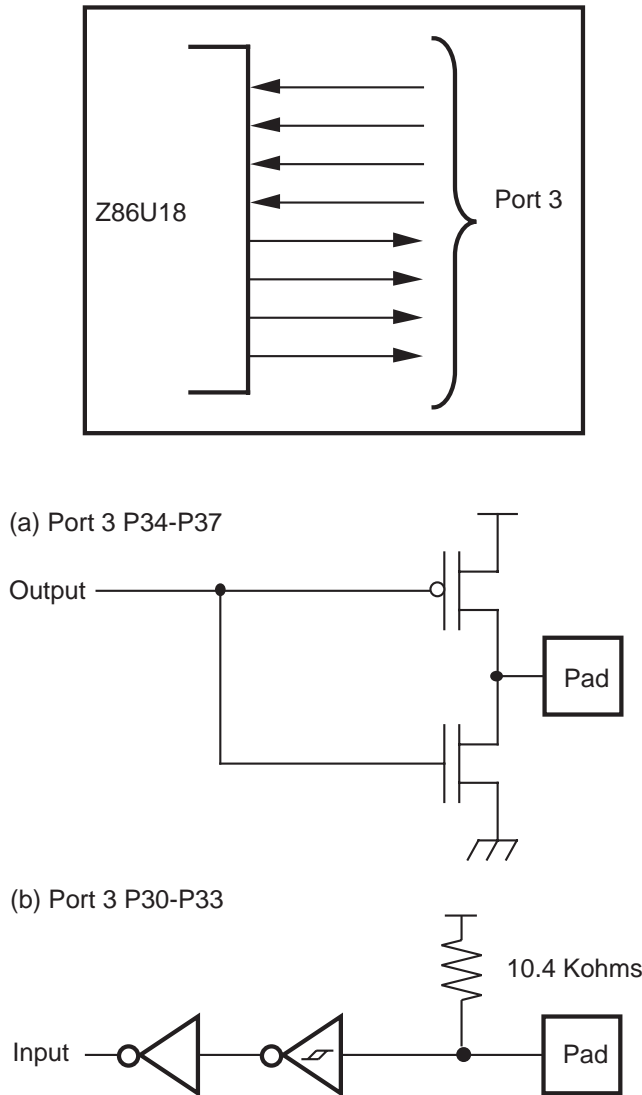 Z86U18
Port 3
(a) Port 3 P34-P37
Output
Pad
(b) Port 3 P30-P33
10.4 Kohms
Input
Pad